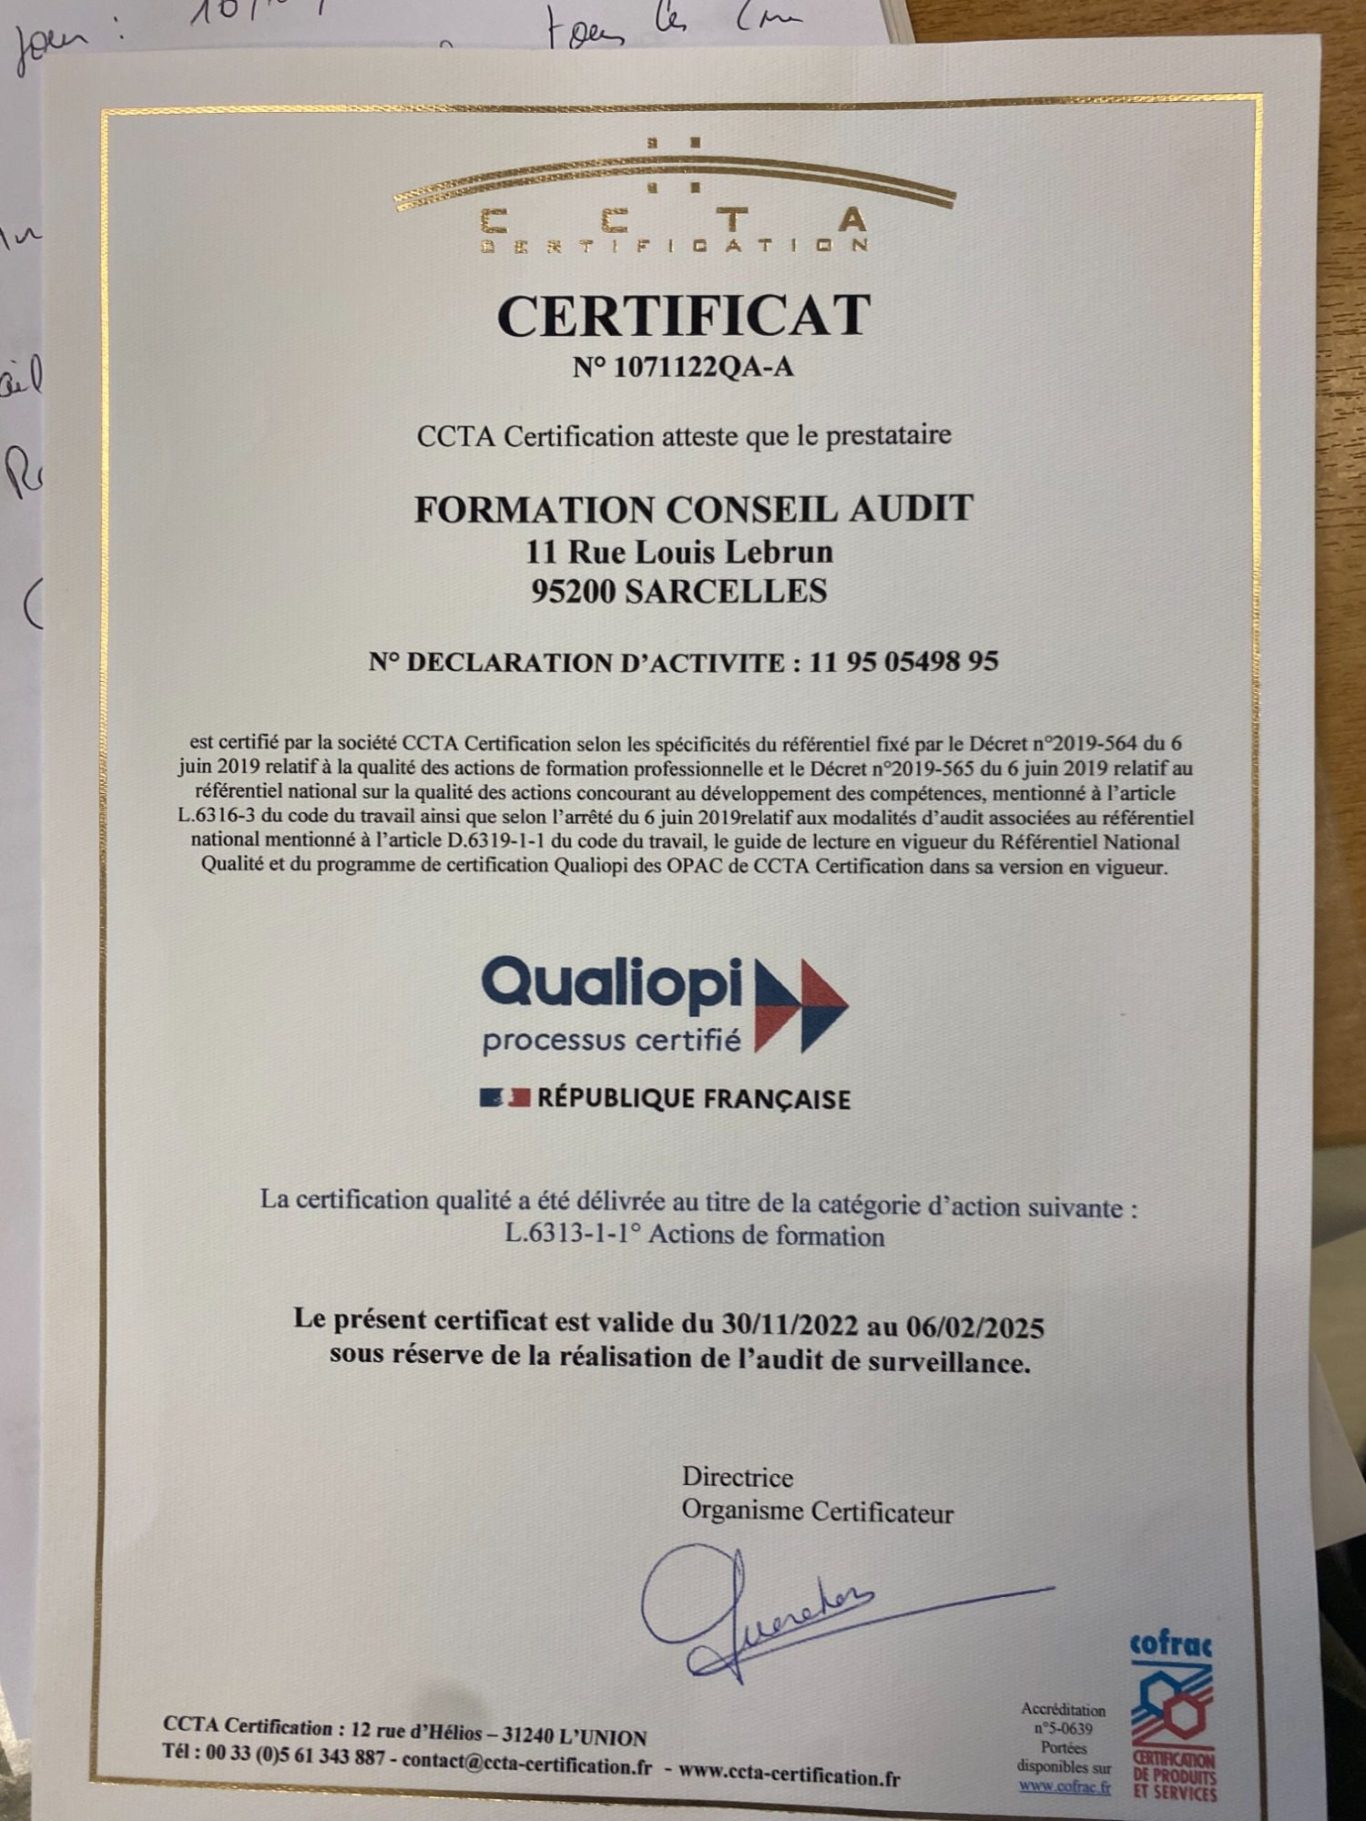 tous les
CCTA
CERTIFICATION
CERTIFICAT
N° 1071122QA-A
CCTA Certification atteste que le prestataire
FORMATION CONSEIL AUDIT
11 Rue Louis Lebrun
95200 SARCELLES
N° DECLARATION D'ACTIVITE : 11 95 05498 95
est certifié par la société CCTA Certification selon les spécificités du référentiel fixé par le Décret n°2019-564 du 6
juin 2019 relatif à la qualité des actions de formation professionnelle et le Décret n°2019-565 du 6 juin 2019 relatif au
référentiel national sur la qualité des actions concourant au développement des compétences, mentionné à l'article
L.6316-3 du code du travail ainsi que selon l'arrêté du 6 juin 2019relatif aux modalités d'audit associées au référentiel
national mentionné à l'article D.6319-1-1 du code du travail, le guide de lecture en vigueur du Référentiel National
Qualité et du programme de certification Qualiopi des OPAC de CCTA Certification dans sa version en vigueur.
Qualiopi
processus certifié
RÉPUBLIQUE FRANÇAISE
La certification qualité a été délivrée au titre de la catégorie d'action suivante :
L.6313-1-1° Actions de formation
Le présent certificat est valide du 30/11/2022 au 06/02/2025
sous réserve de la réalisation de l'audit de surveillance.
Directrice
Organisme Certificateur
CCTA Certification : 12 rue d'Hélios – 31240 L'UNION
Tél : 00 33 (0)5 61 343 887 - contact@ccta-certification.fr - www.ccta-certification.fr
Accréditation
n°5-0639
Portées
disponibles sur
www.cofrac.fr
cofrac
CERTIFICATION
DE PRODUITS
ET SERVICES